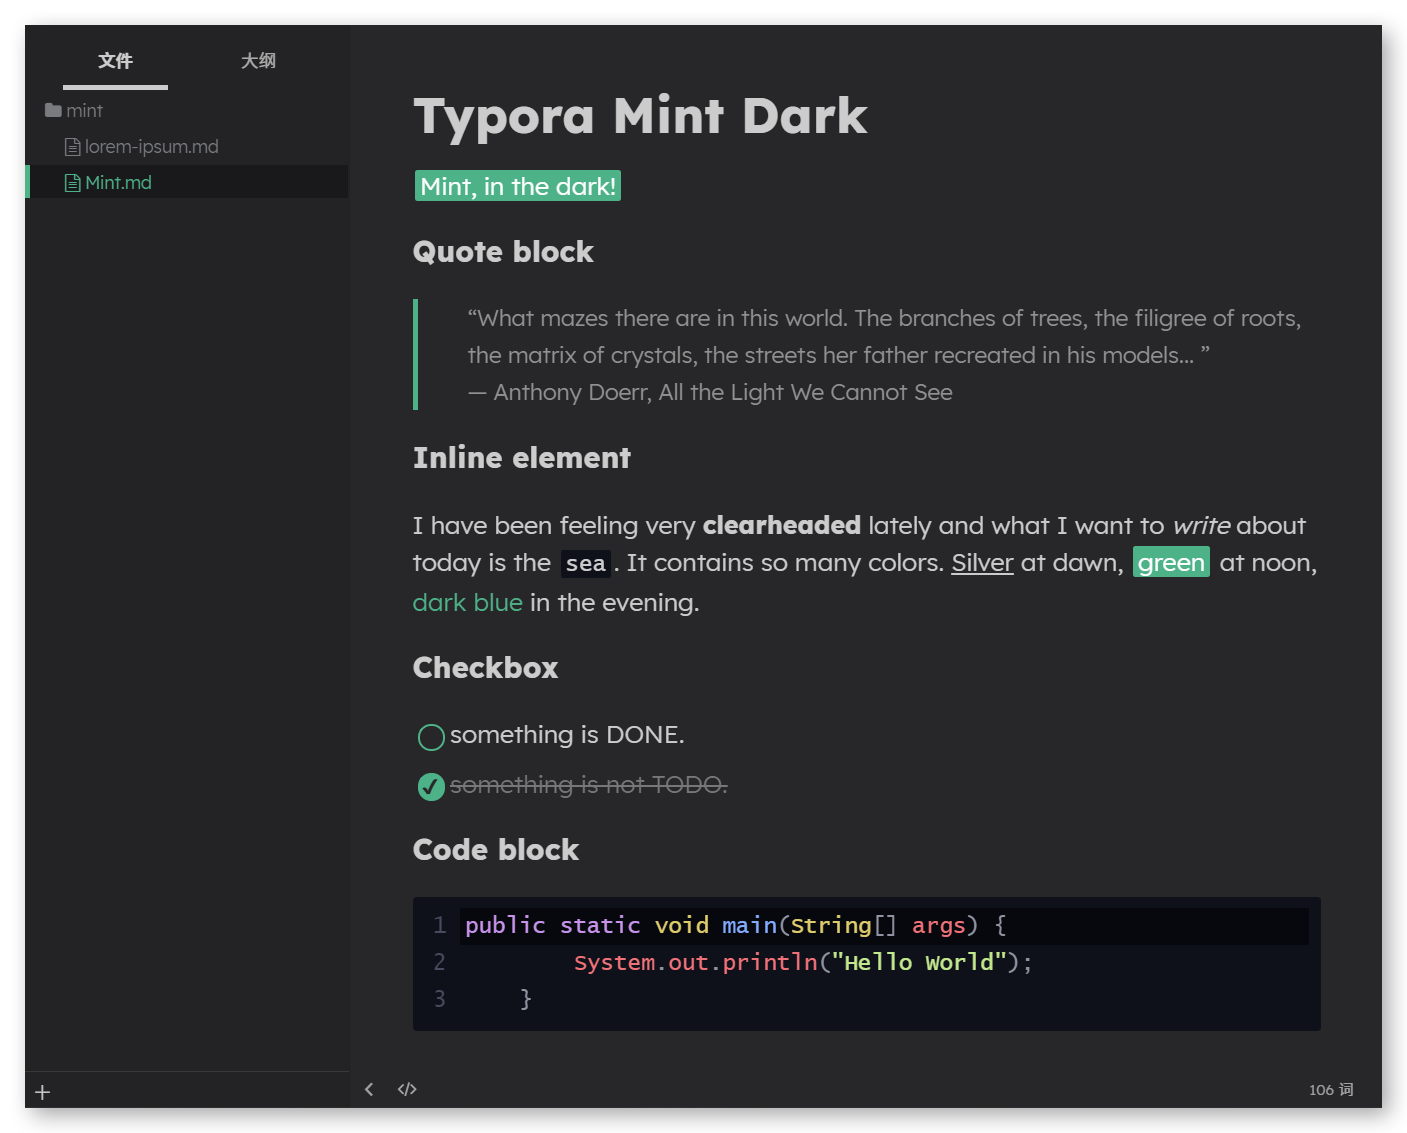 文件 大纲
mint
lorem-ipsum.md
Mint.md
Typora Mint Dark
Mint, in the dark!
Quote block
“What mazes there are in this world. The branches of trees, the filigree of roots,
the matrix of crystals, the streets her father recreated in his models... ”
— Anthony Doerr, All the Light We Cannot See
Inline element
I have been feeling very clearheaded lately and what I want to write about
today is the sea. It contains so many colors. Silver at dawn, green at noon,
dark blue in the evening.
Checkbox
something is DONE.
something is not TODO.
Code block
1 public static void main(String[] args) {
2 System.out.println("Hello World");
3 }
106 词